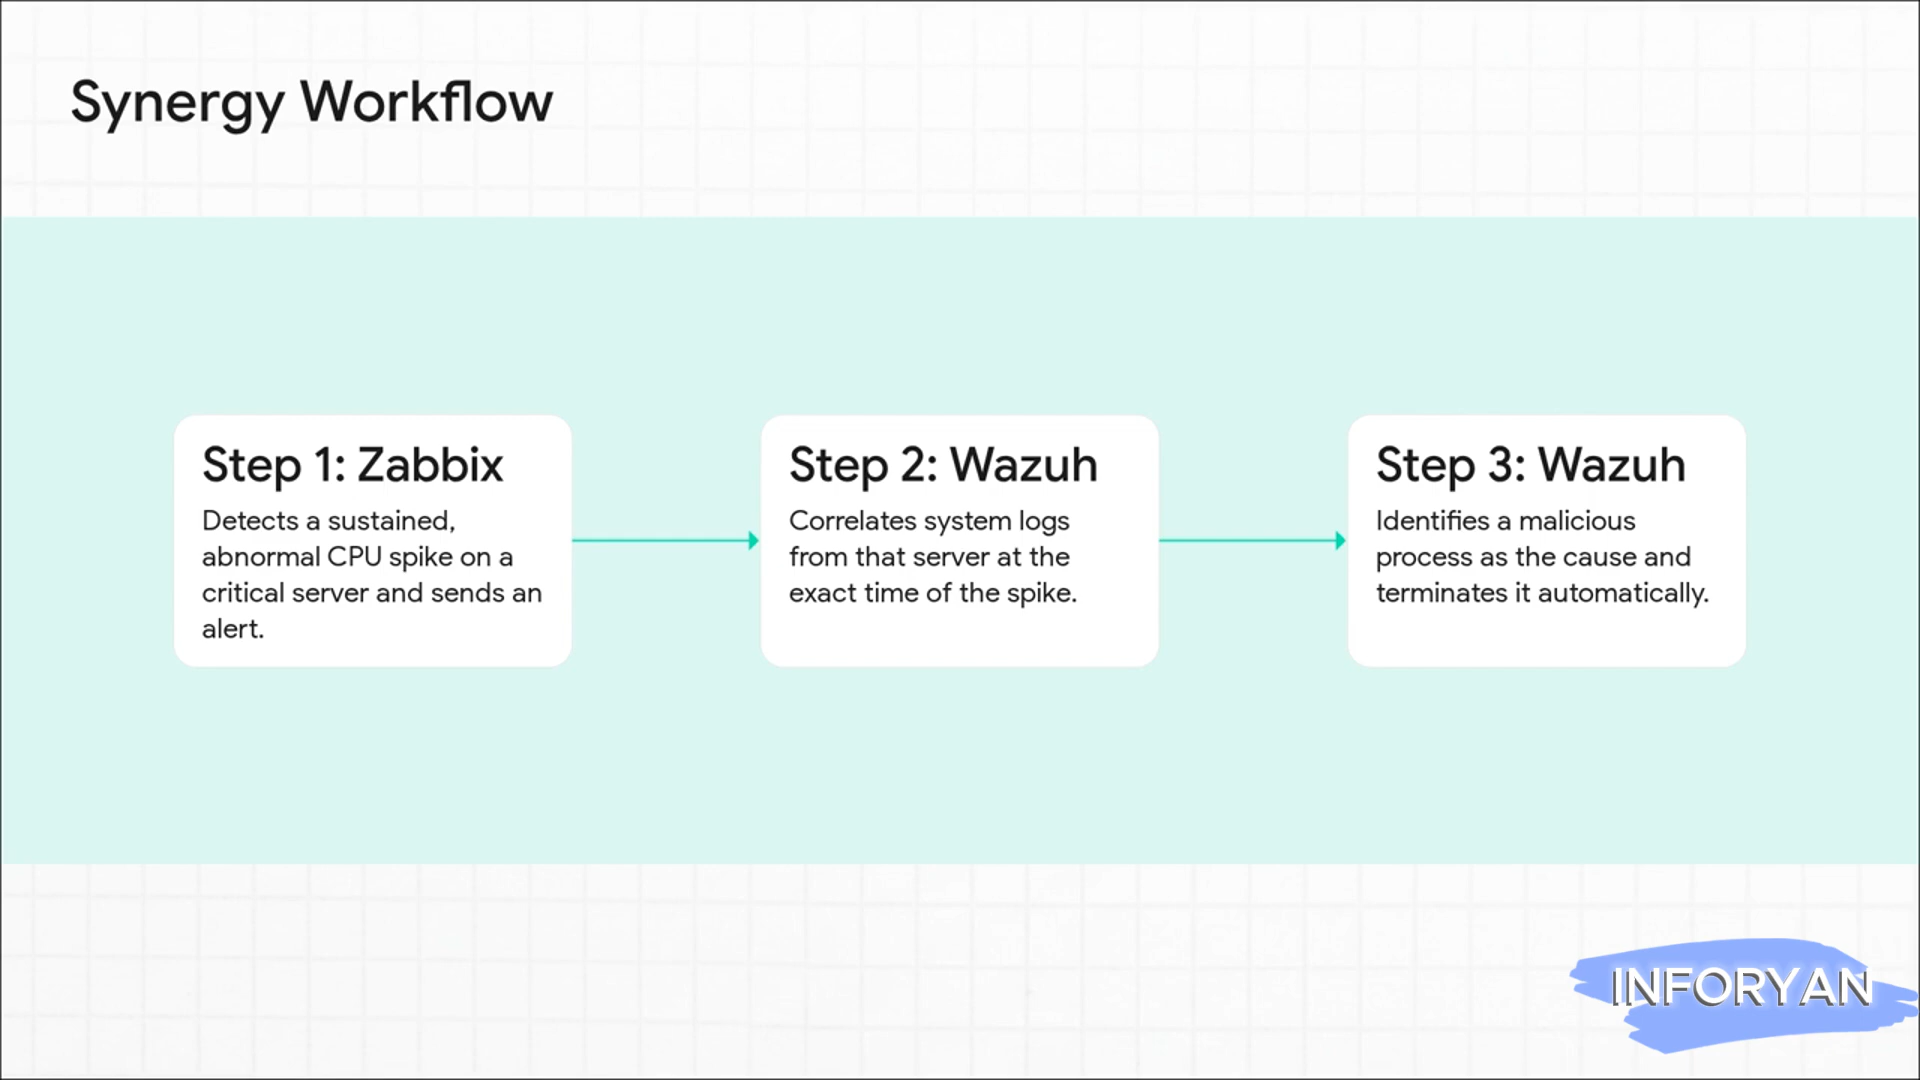 Synergy Workflow
Step 1: Zabbix
Detects a sustained,
abnormal CPU spike on a
critical server and sends an
alert.
Step 2: Wazuh
Correlates system logs
from that server at the
exact time of the spike.
Step 3: Wazuh
Identifies a malicious
process as the cause and
terminates it automatically.
INFORYAN